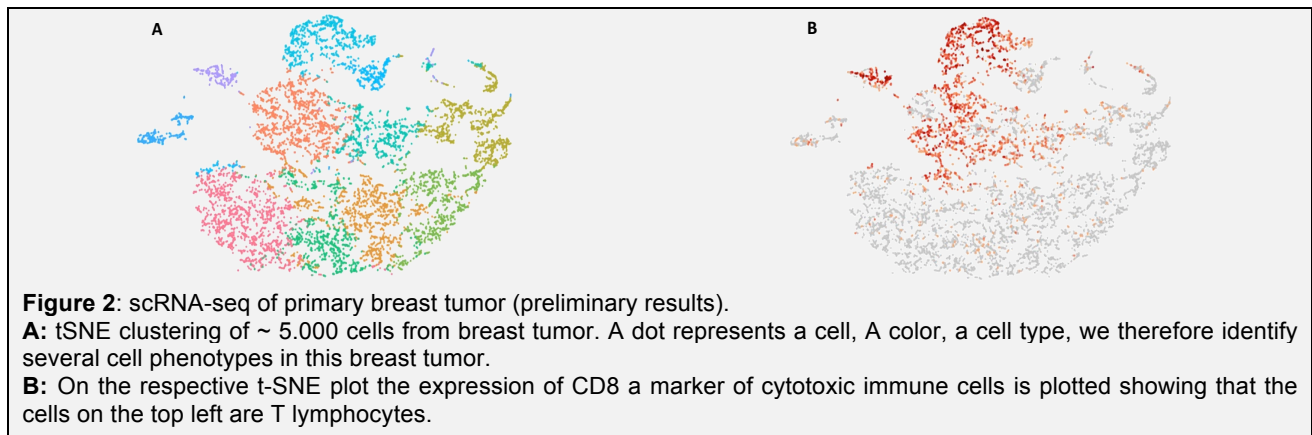 A
B
Figure 2: scRNA-seq of primary breast tumor (preliminary results).
A: tSNE clustering of ~ 5.000 cells from breast tumor. A dot represents a cell, A color, a cell type, we therefore identify
several cell phenotypes in this breast tumor.
B: On the respective t-SNE plot the expression of CD8 a marker of cytotoxic immune cells is plotted showing that the
cells on the top left are T lymphocytes.